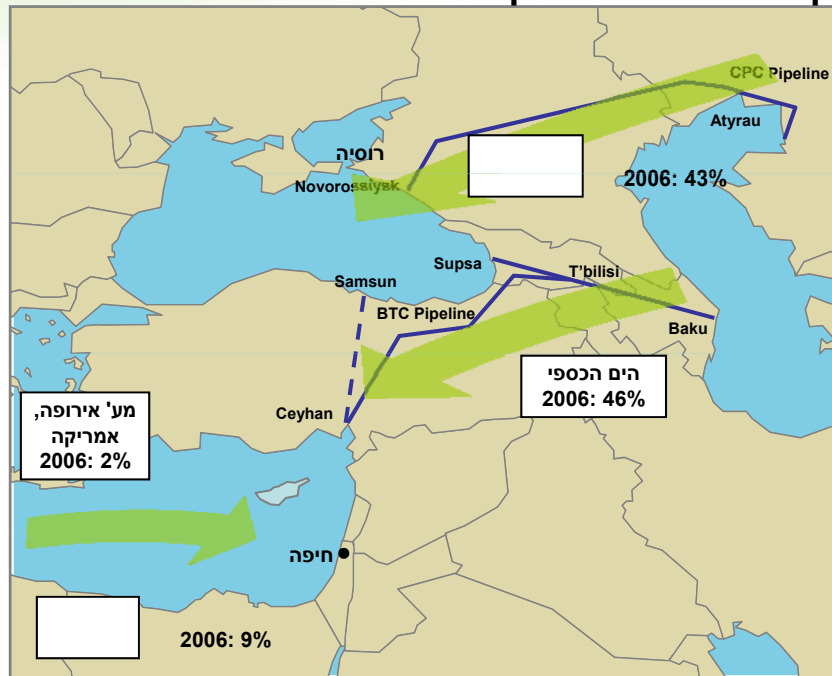 CPC Pipeline
Atyrau
רוסיה
2006: 43%
Novorossiysk
Supsa
T'bilisi
Samsun
BTC Pipeline
Baku
הים הכספי
2006: 46%
מע' אירופה,
אמריקה
2006: 2%
Ceyhan
חיפה
2006: 9%